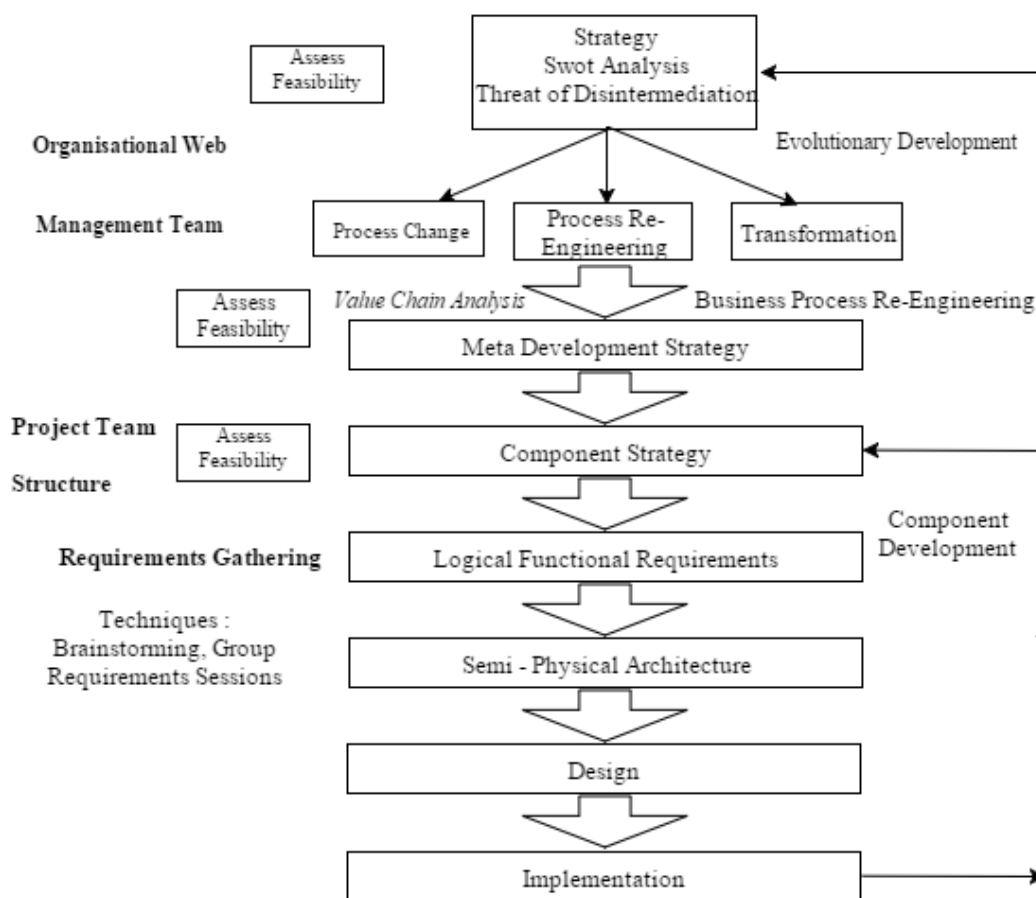 Strategy
Swot Analysis
Threat of Disintermediation
Assess
Feasibility
Organisational Web
Evolutionary Development
Management Team
Process Change
Process Re-
Engineering
Transformation
Assess
Feasibility
Value Chain Analysis
Business Process Re-Engineering
Meta Development Strategy
Project Team
Assess
Feasibility
Component Strategy
Structure
Component
Development
Requirements Gathering
Logical Functional Requirements
Techniques :
Brainstorming, Group
Requirements Sessions
Semi - Physical Architecture
Design
Implementation